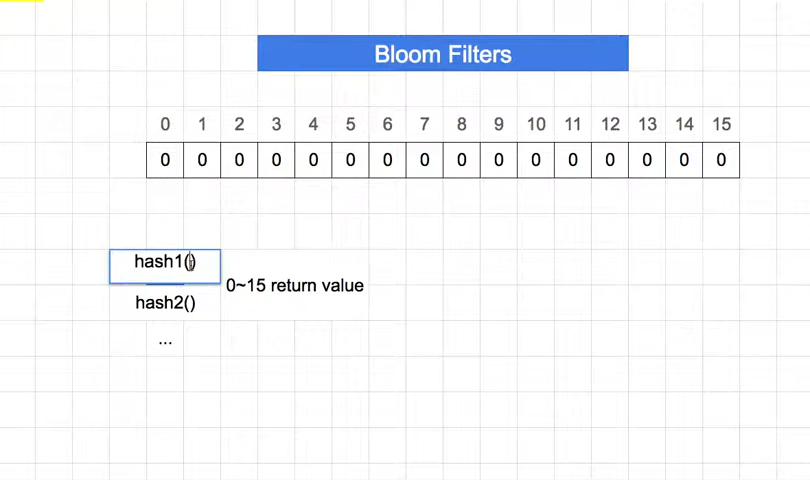 Bloom Filters
0 1 2 3 4 5 6 7 8 9 10 11 12 13 14 15
0 0 0 0 0 0 0 0 0 0 0 0 0 0 0 0
hash1()
0~15 return value
hash2()
...